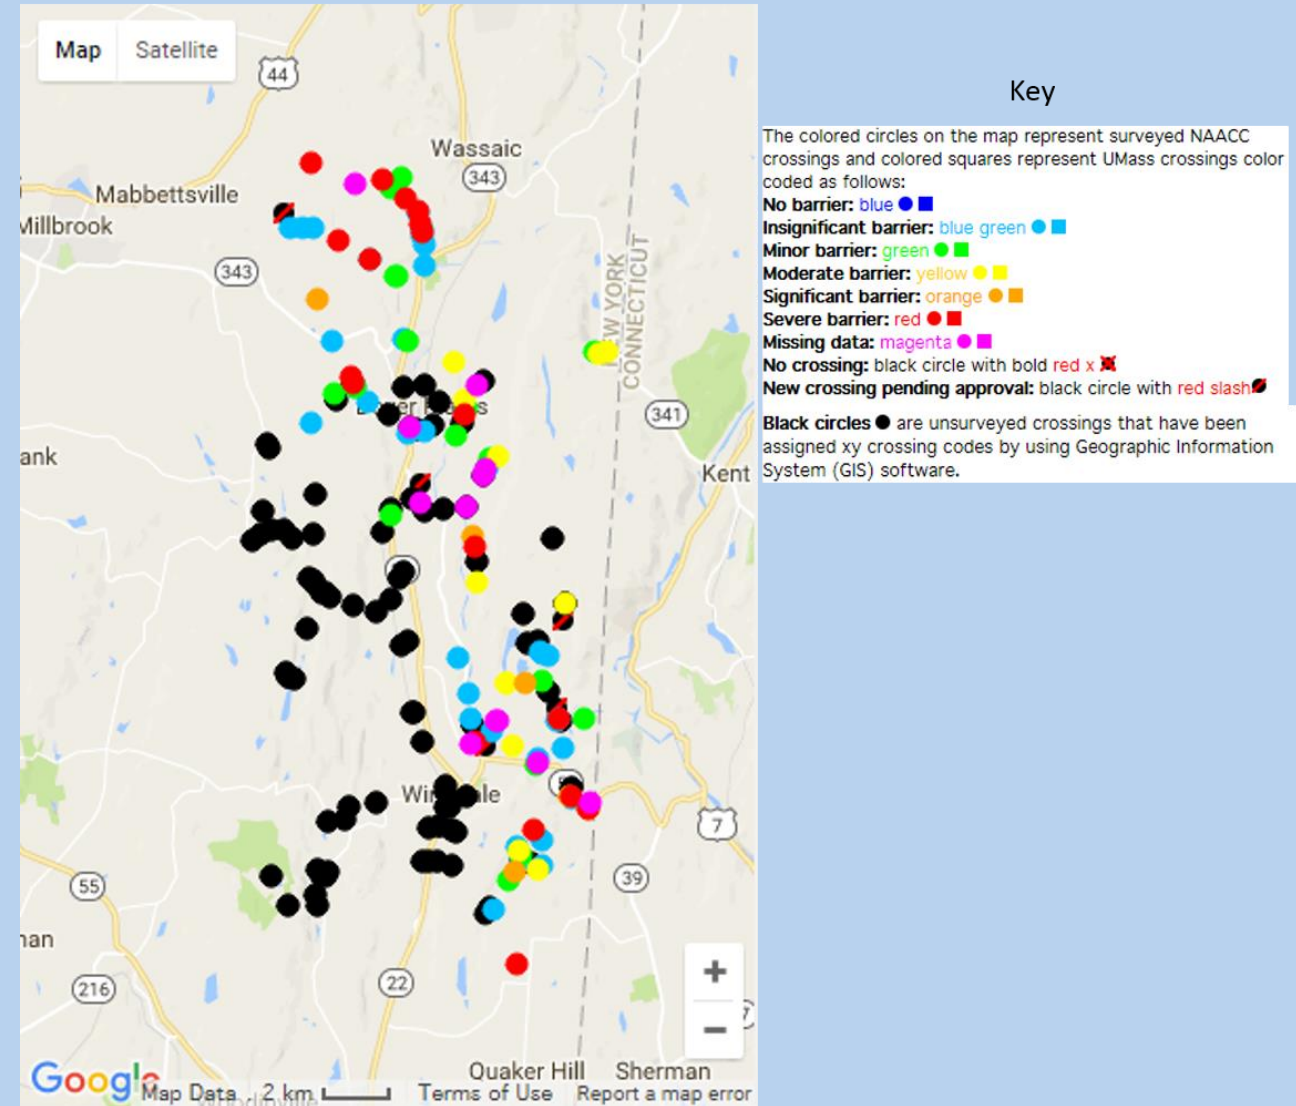 Map Satellite
44
Wassaic
343
Mabbettsville
Millbrook
343
NEW YORK
CONNECTICUT
341
ank
Kent
7
55
39
nan
216
22
Quaker Hill Sherman
Google
Map Data 2 km Terms of Use Report a map error
Key
The colored circles on the map represent surveyed NAACC
crossings and colored squares represent UMass crossings color
coded as follows:
No barrier: blue
Insignificant barrier: blue green
Minor barrier: green
Moderate barrier: yellow
Significant barrier: orange
Severe barrier: red
Missing data: magenta
No crossing: black circle with bold red x
New crossing pending approval: black circle with red slash
Black circles are unsurveyed crossings that have been
assigned xy crossing codes by using Geographic Information
System (GIS) software.